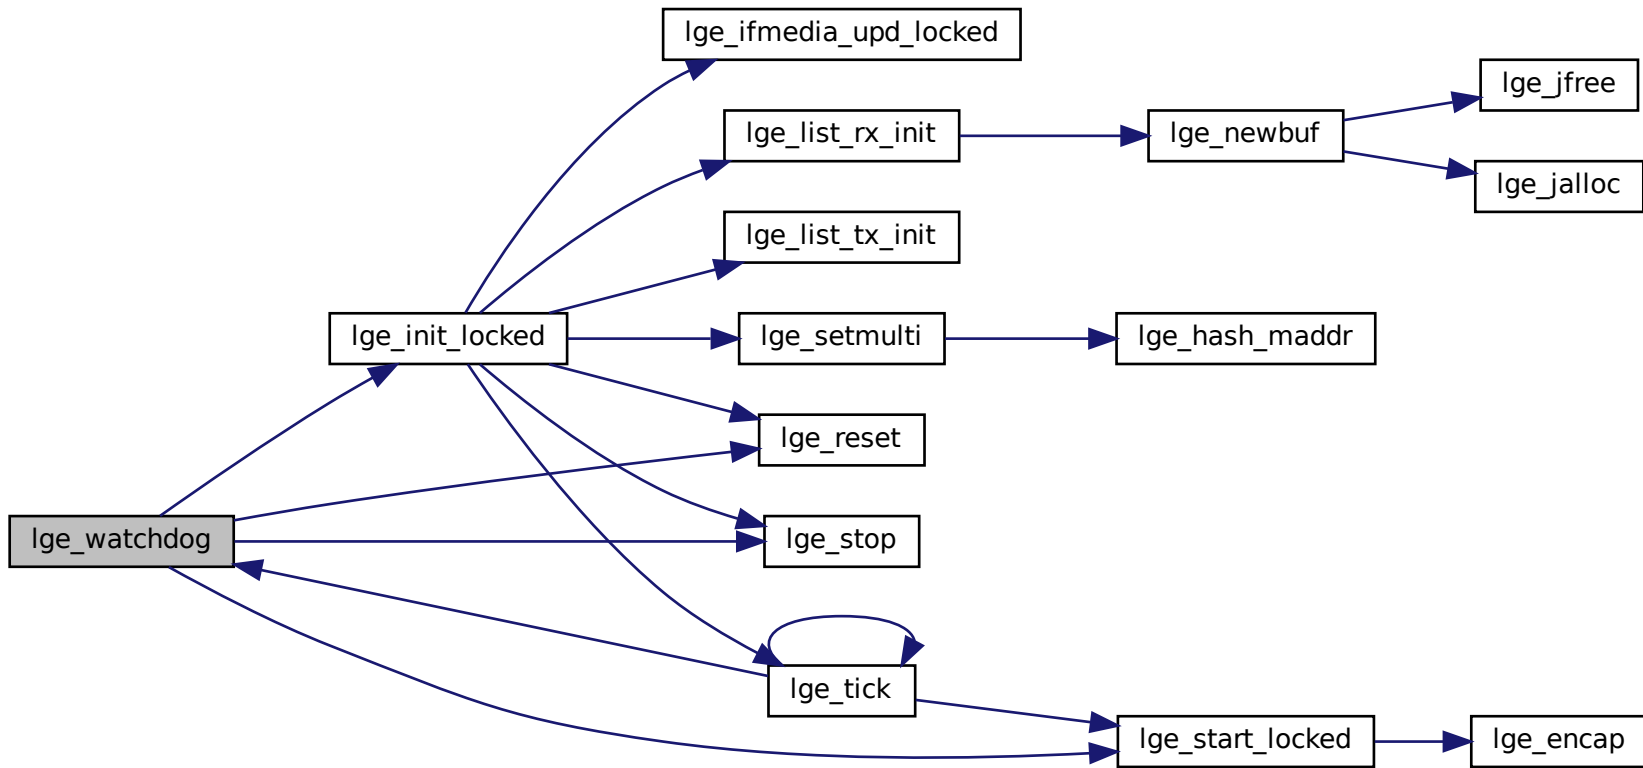 lge_ifmedia_upd_locked
lge_jfree
lge_list_rx_init
lge_newbuf
lge_jalloc
lge_list_tx_init
lge_init_locked
lge_setmulti
lge_hash_maddr
lge_reset
lge_watchdog
lge_stop
lge_tick
lge_start_locked
lge_encap